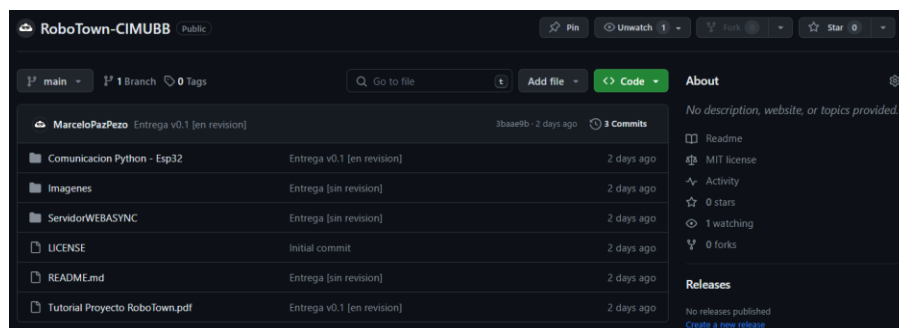 RoboTown-CIMUBB Public Pin Unwatch 1 Fork 0 Star 0
main 1 Branch 0 Tags Go to file t Add file <> Code
MarceloPazPezo Entrega v0.1 [en revision] 3baae9b · 2 days ago 3 Commits
Comunicacion Python - Esp32 Entrega v0.1 [en revision] 2 days ago
Imagenes Entrega [sin revision] 2 days ago
ServidorWEBASYNC Entrega [sin revision] 2 days ago
LICENSE Initial commit 2 days ago
README.md Entrega [sin revision] 2 days ago
Tutorial Proyecto RoboTown.pdf Entrega v0.1 [en revision] 2 days ago
About
No description, website, or topics provided.
Readme
MIT license
Activity
0 stars
1 watching
0 forks
Releases
No releases published
Create a new release